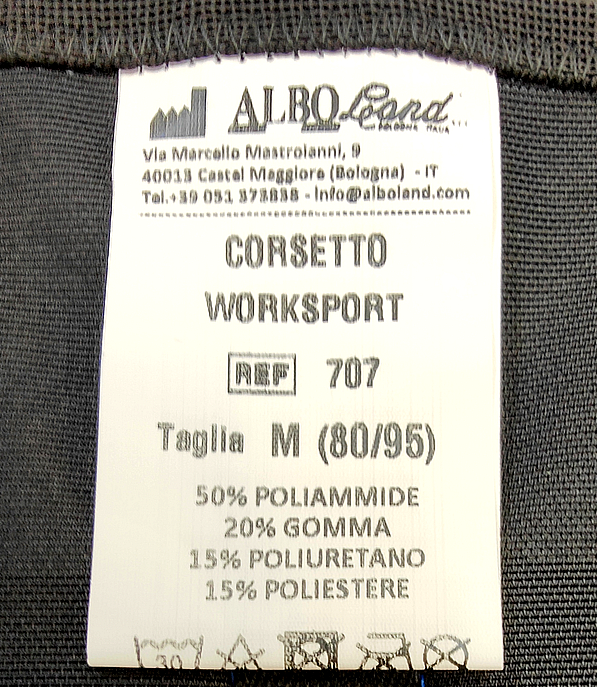 ALBOLand
BOLOGNA ITALIA
Via Marcello Mastroianni, 9
40013 Castel Maggiore (Bologna) - IT
Tel.+39 051 373838 - info@alboland.com
CORSETTO
WORKSPORT
REF 707
Taglia M (80/95)
50% POLIAMMIDE
20% GOMMA
15% POLIURETANO
15% POLIESTERE
30